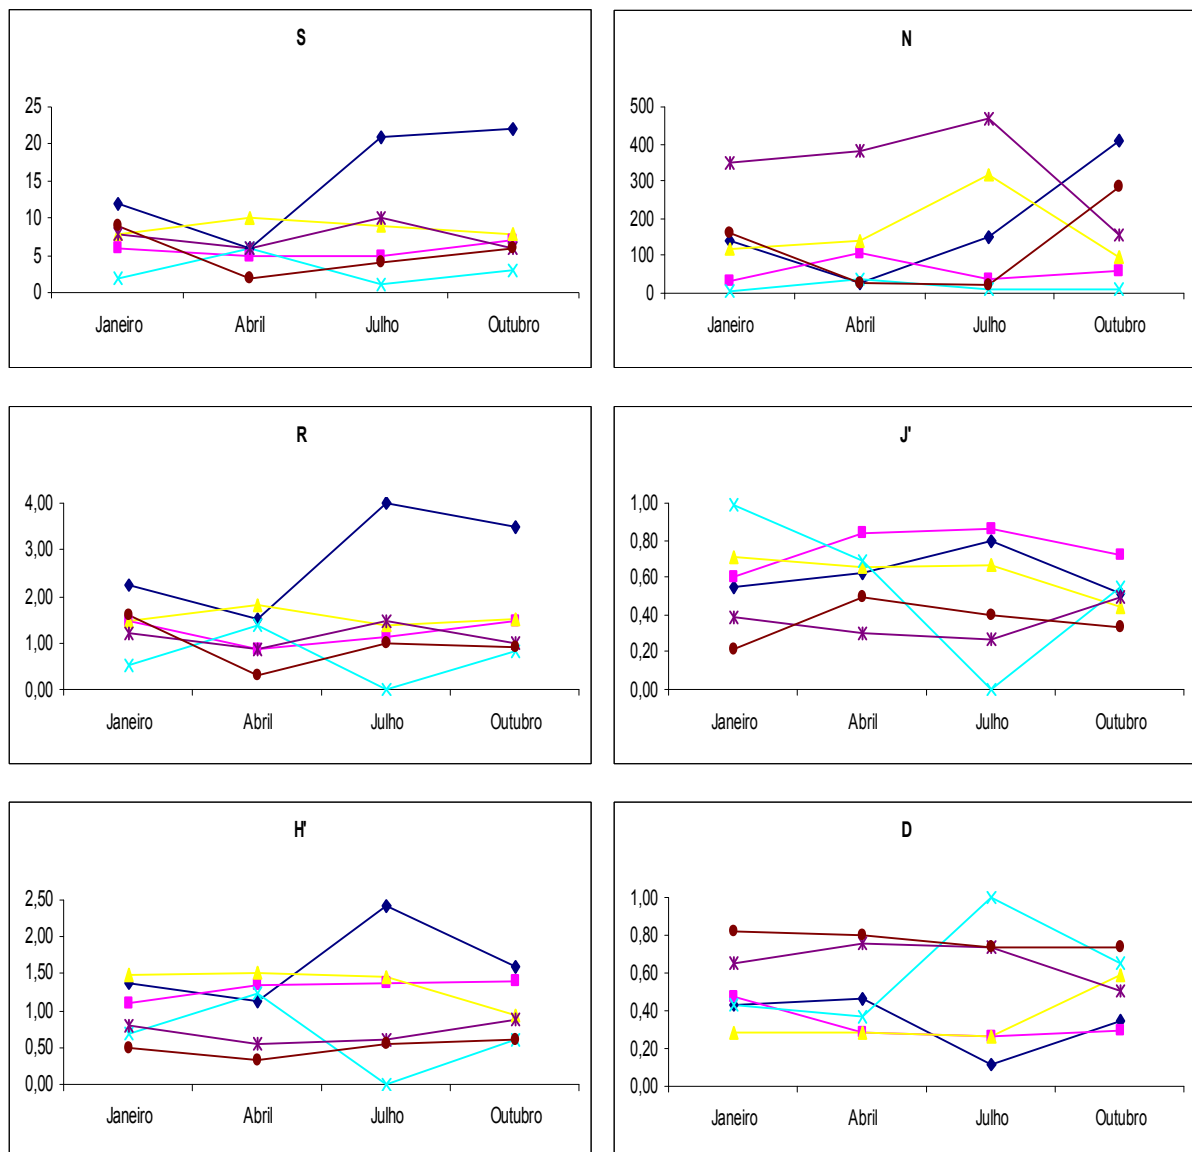 S
25
20
15
10
5
0
Janeiro Abril Julho Outubro
N
500
400
300
200
100
0
Janeiro Abril Julho Outubro
R
4,00
3,00
2,00
1,00
0,00
Janeiro Abril Julho Outubro
J'
1,00
0,80
0,60
0,40
0,20
0,00
Janeiro Abril Julho Outubro
H'
2,50
2,00
1,50
1,00
0,50
0,00
Janeiro Abril Julho Outubro
D
1,00
0,80
0,60
0,40
0,20
0,00
Janeiro Abril Julho Outubro